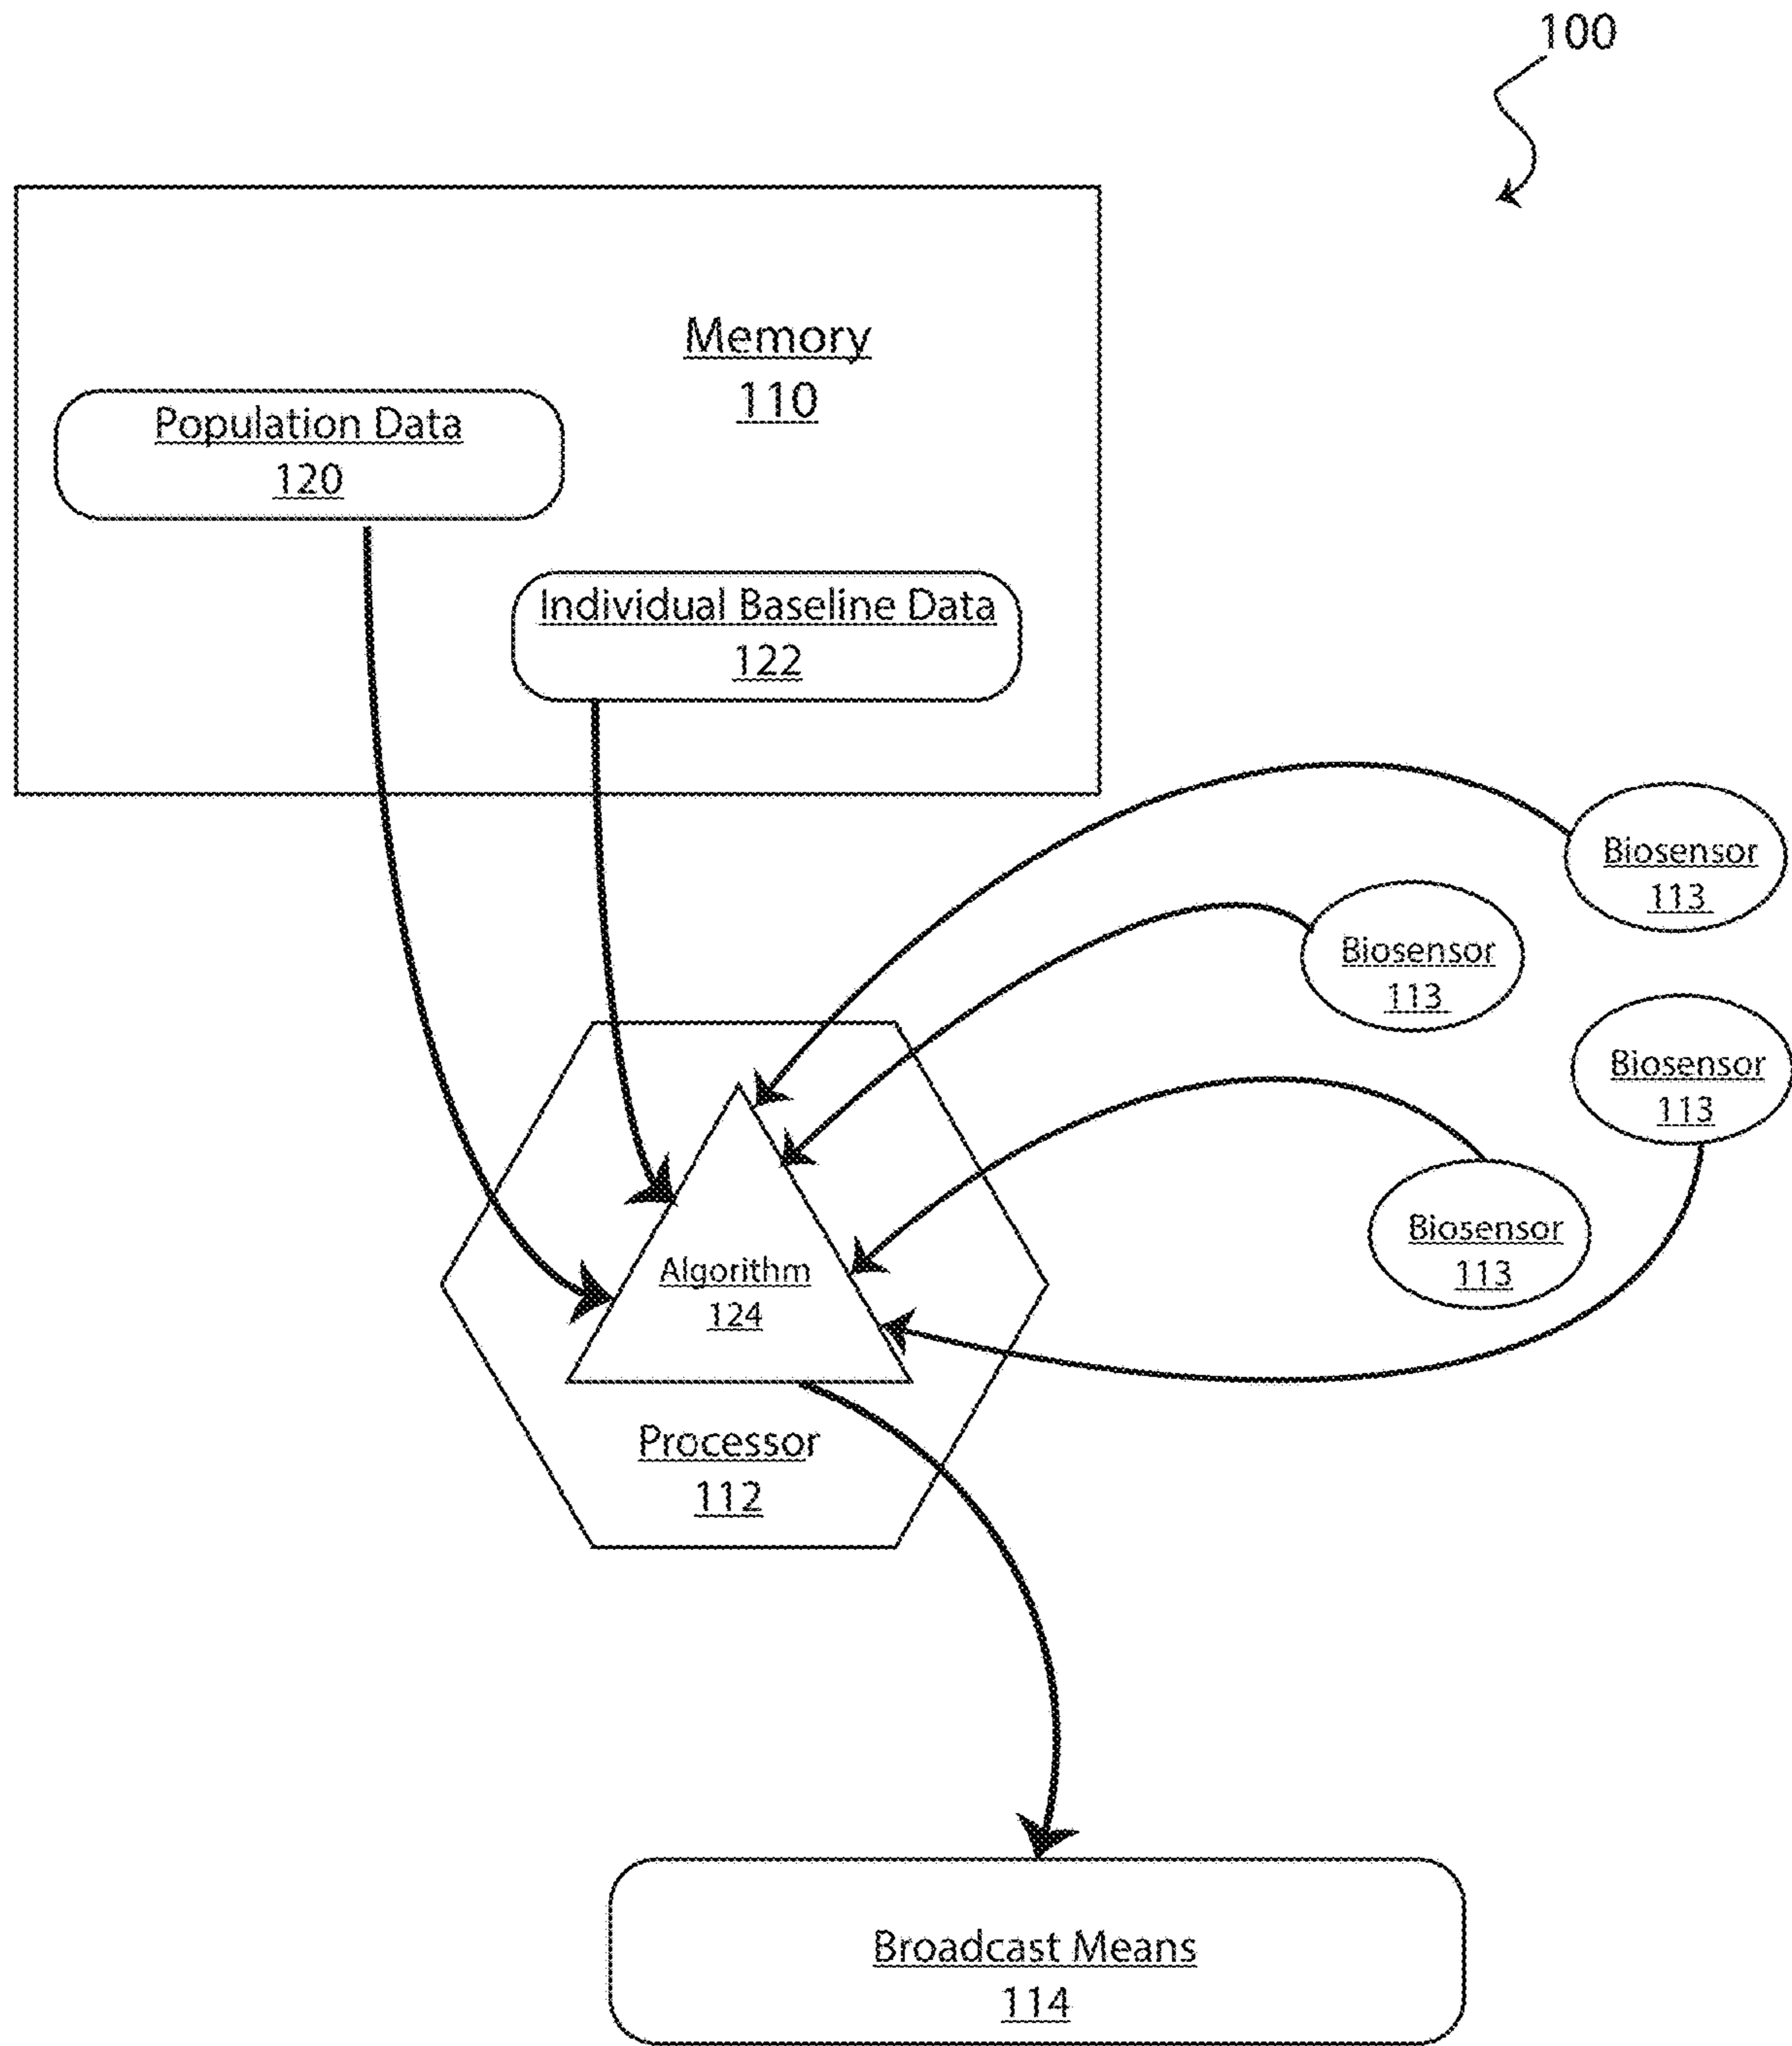 100
Memory
110
Population Data
120
Individual Baseline Data
122
Biosensor
113
Biosensor
113
Biosensor
113
Biosensor
113
Algorithm
124
Processor
112
Broadcast Means
114